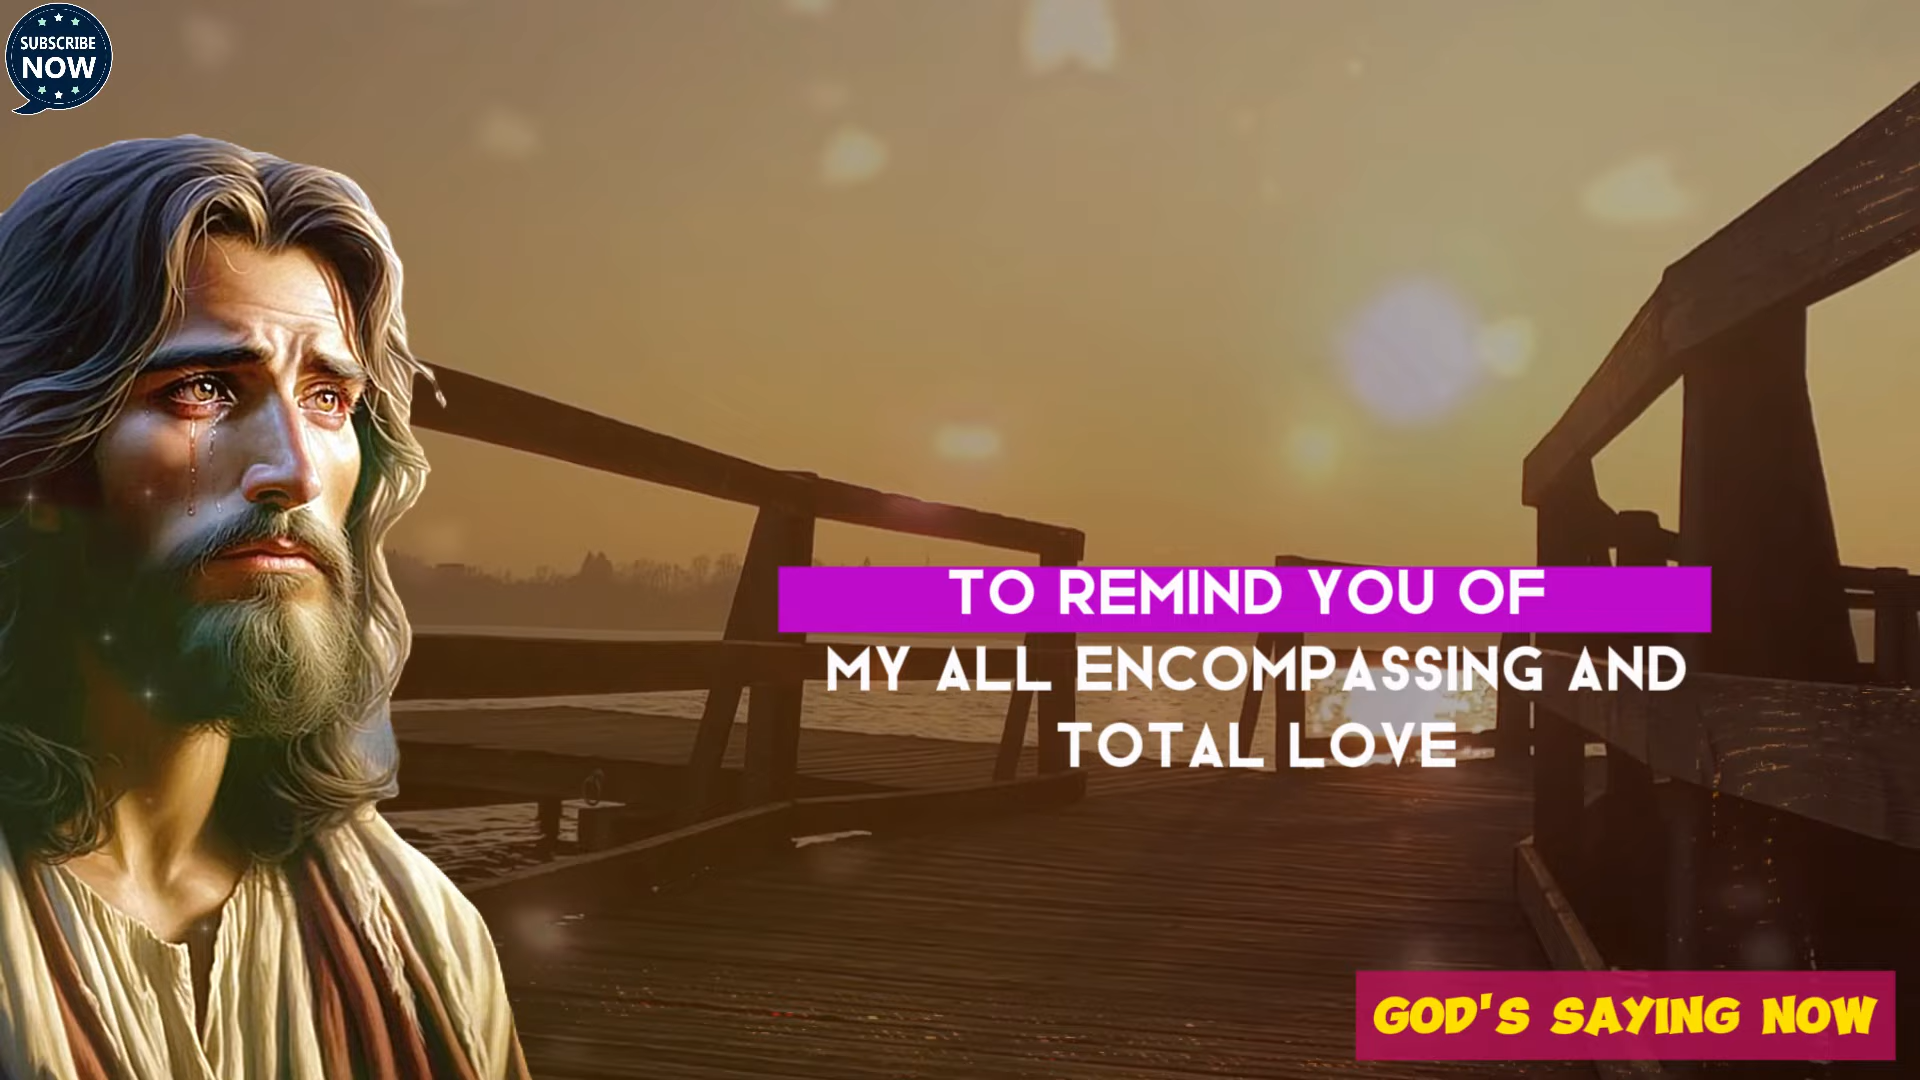 SUBSCRIBE
NOW
TO REMIND YOU OF
MY ALL ENCOMPASSING AND
TOTAL LOVE
GOD'S SAYING NOW